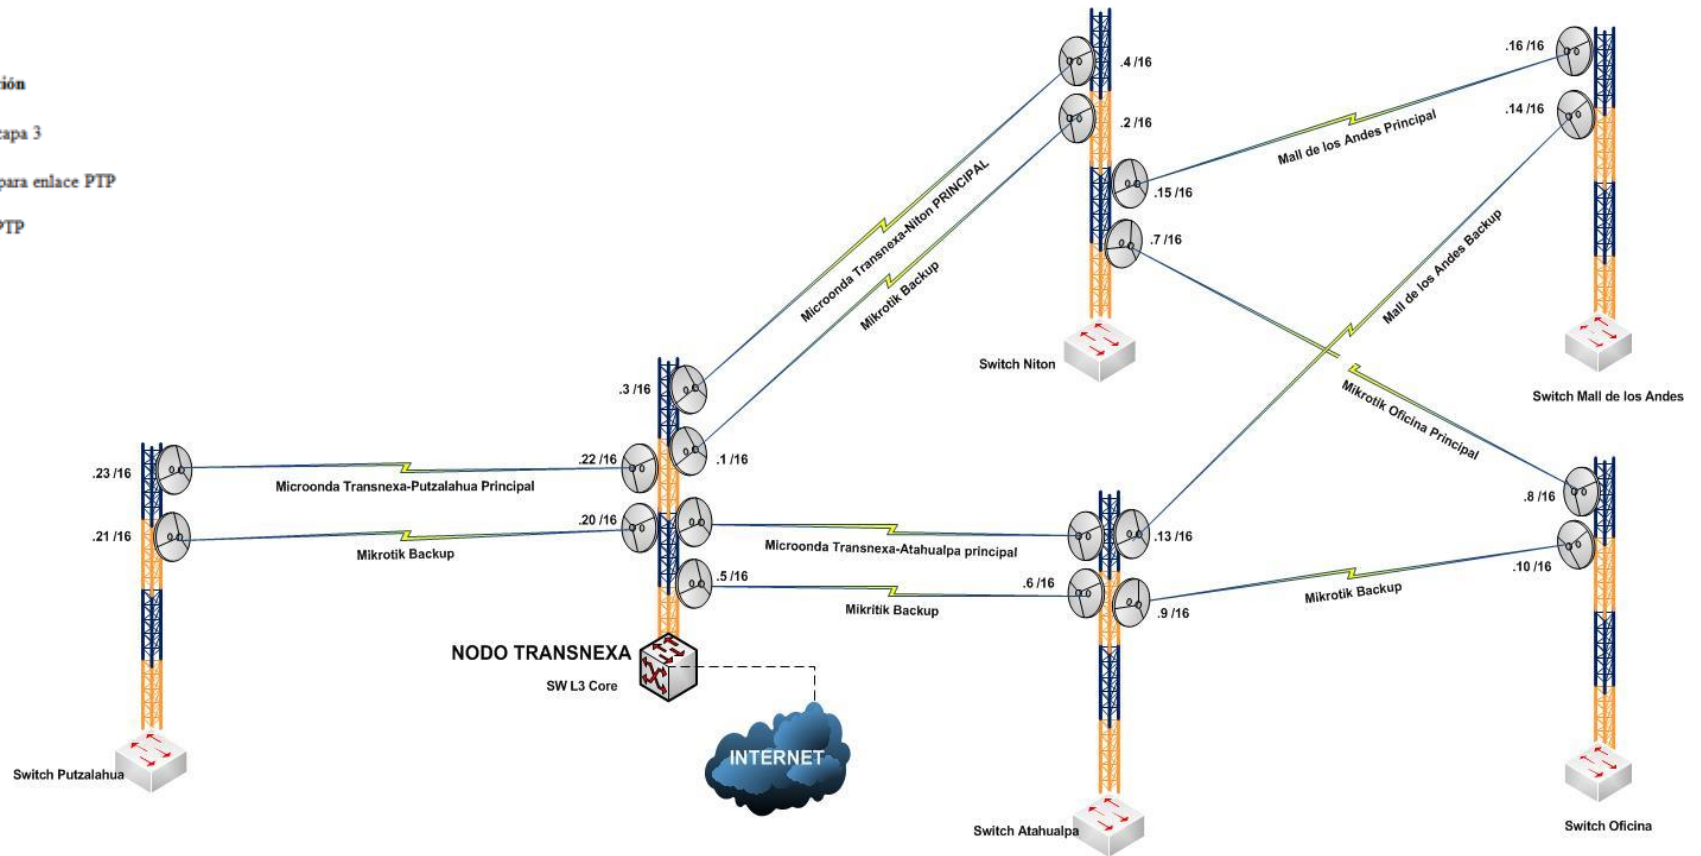 ión
capa 3
para enlace PTP
PTP
.4 /16
.2 /16
.15 /16
.7 /16
.16 /16
.14 /16
Mall de los Andes Principal
Mall de los Andes Backup
Microonda Transnexa-Niton PRINCIPAL
Mikrotik Backup
Switch Niton
Switch Mall de los Andes
Mikrotik Oficina Principal
.3 /16
.1 /16
.23 /16
.22 /16
Microonda Transnexa-Putzalahua Principal
.21 /16
.20 /16
Mikrotik Backup
Microonda Transnexa-Atahualpa principal
.5 /16
.6 /16
Mikritik Backup
.13 /16
.9 /16
.8 /16
.10 /16
Mikrotik Backup
NODO TRANSNEXA
SW L3 Core
INTERNET
Switch Putzalahua
Switch Atahualpa
Switch Oficina